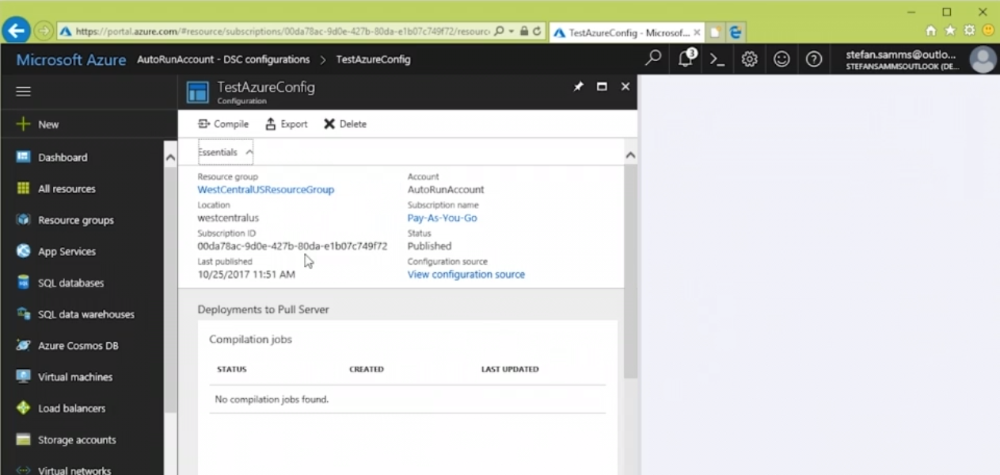 https://portal.azure.com/#resource/subscriptions/00da78ac-9d0e-427b-80da-e1b07c749f72/resourc
TestAzureConfig - Microsof...
Microsoft Azure AutoRunAccount - DSC configurations > TestAzureConfig
3
stefan.samms@outlo...
STEFANSAMMSOUTLOOK (DE...
TestAzureConfig
Configuration
New
Compile Export Delete
Dashboard
Essentials
All resources
Resource groups
App Services
SQL databases
SQL data warehouses
Azure Cosmos DB
Virtual machines
Load balancers
Storage accounts
Virtual networks
Resource group
WestCentralUSResourceGroup
Location
westcentralus
Subscription ID
00da78ac-9d0e-427b-80da-e1b07c749f72
Last published
10/25/2017 11:51 AM
Account
AutoRunAccount
Subscription name
Pay-As-You-Go
Status
Published
Configuration source
View configuration source
Deployments to Pull Server
Compilation jobs
STATUS CREATED LAST UPDATED
No compilation jobs found.